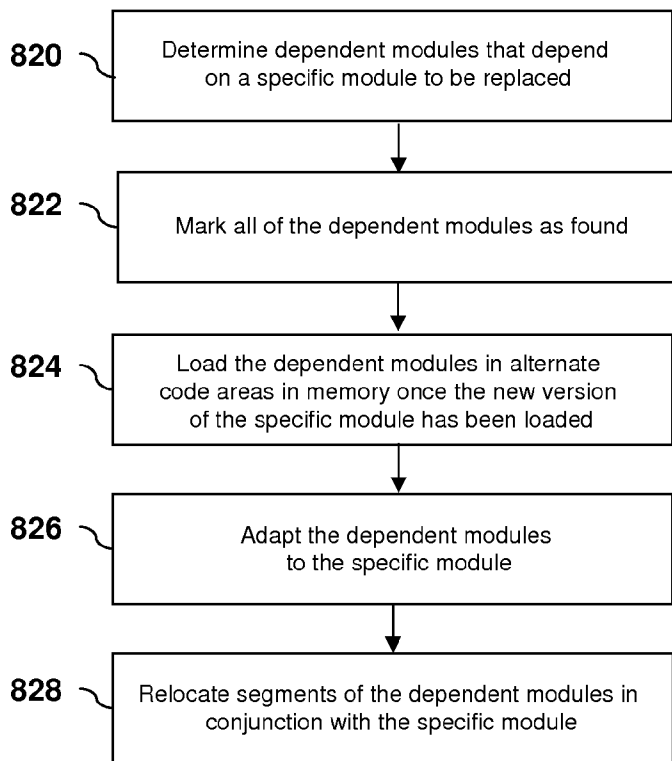 820
Determine dependent modules that depend
on a specific module to be replaced
822
Mark all of the dependent modules as found
824
Load the dependent modules in alternate
code areas in memory once the new version
of the specific module has been loaded
826
Adapt the dependent modules
to the specific module
828
Relocate segments of the dependent modules in
conjunction with the specific module